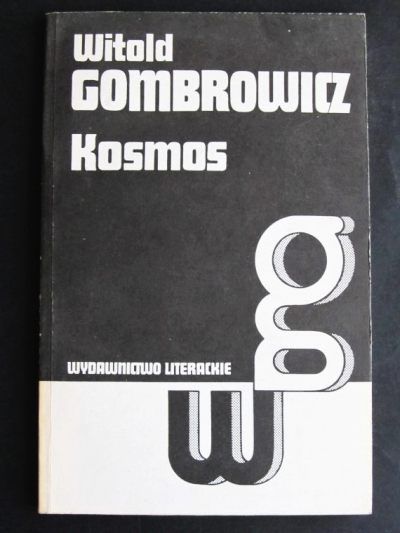 Witold
GOMBROWICZ
Kosmos
WYDAWNICTWO LITERACKIE
g
w